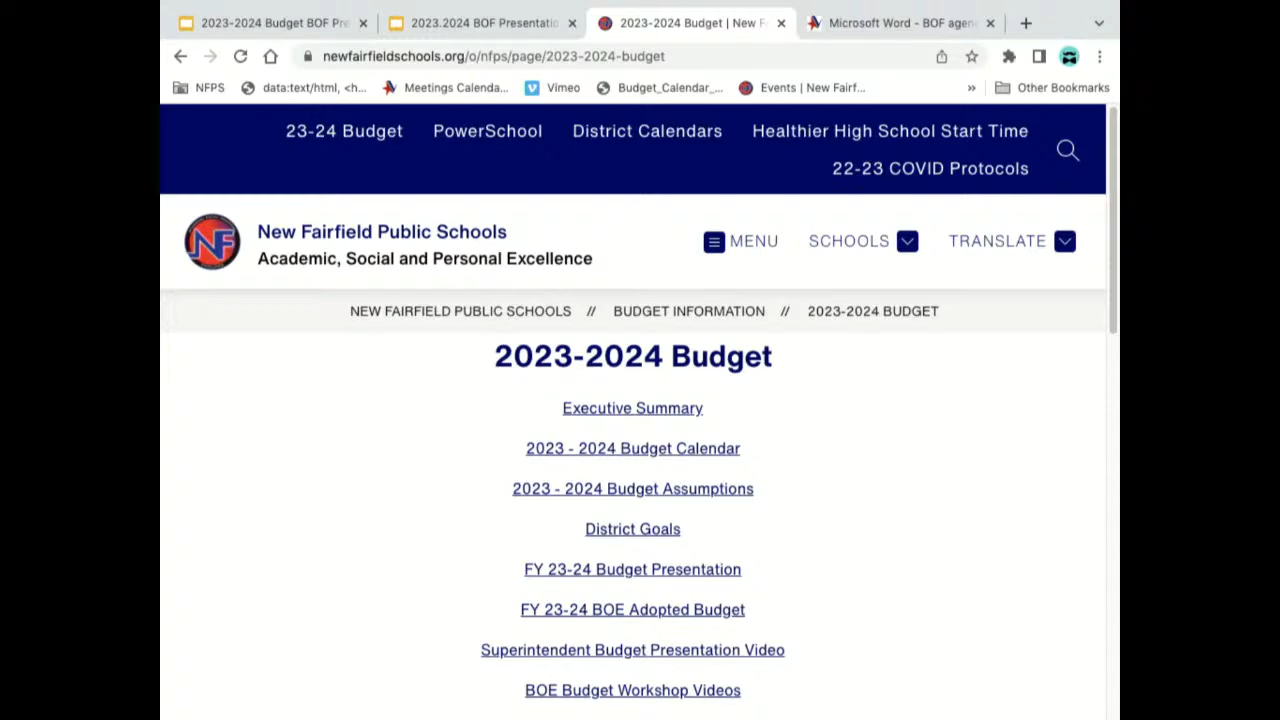 2023-2024 Budget BOF Pre
2023.2024 BOF Presentatio
2023-2024 Budget | New F
Microsoft Word - BOF agen
newfairfieldschools.org/o/nfps/page/2023-2024-budget
NFPS
data:text/html, <h...
Meetings Calenda...
Vimeo
Budget_Calendar_...
Events | New Fairf...
»
Other Bookmarks
23-24 Budget
PowerSchool
District Calendars
Healthier High School Start Time
22-23 COVID Protocols
NF
New Fairfield Public Schools
Academic, Social and Personal Excellence
MENU
SCHOOLS
TRANSLATE
NEW FAIRFIELD PUBLIC SCHOOLS // BUDGET INFORMATION // 2023-2024 BUDGET
2023-2024 Budget
Executive Summary
2023 - 2024 Budget Calendar
2023 - 2024 Budget Assumptions
District Goals
FY 23-24 Budget Presentation
FY 23-24 BOE Adopted Budget
Superintendent Budget Presentation Video
BOE Budget Workshop Videos